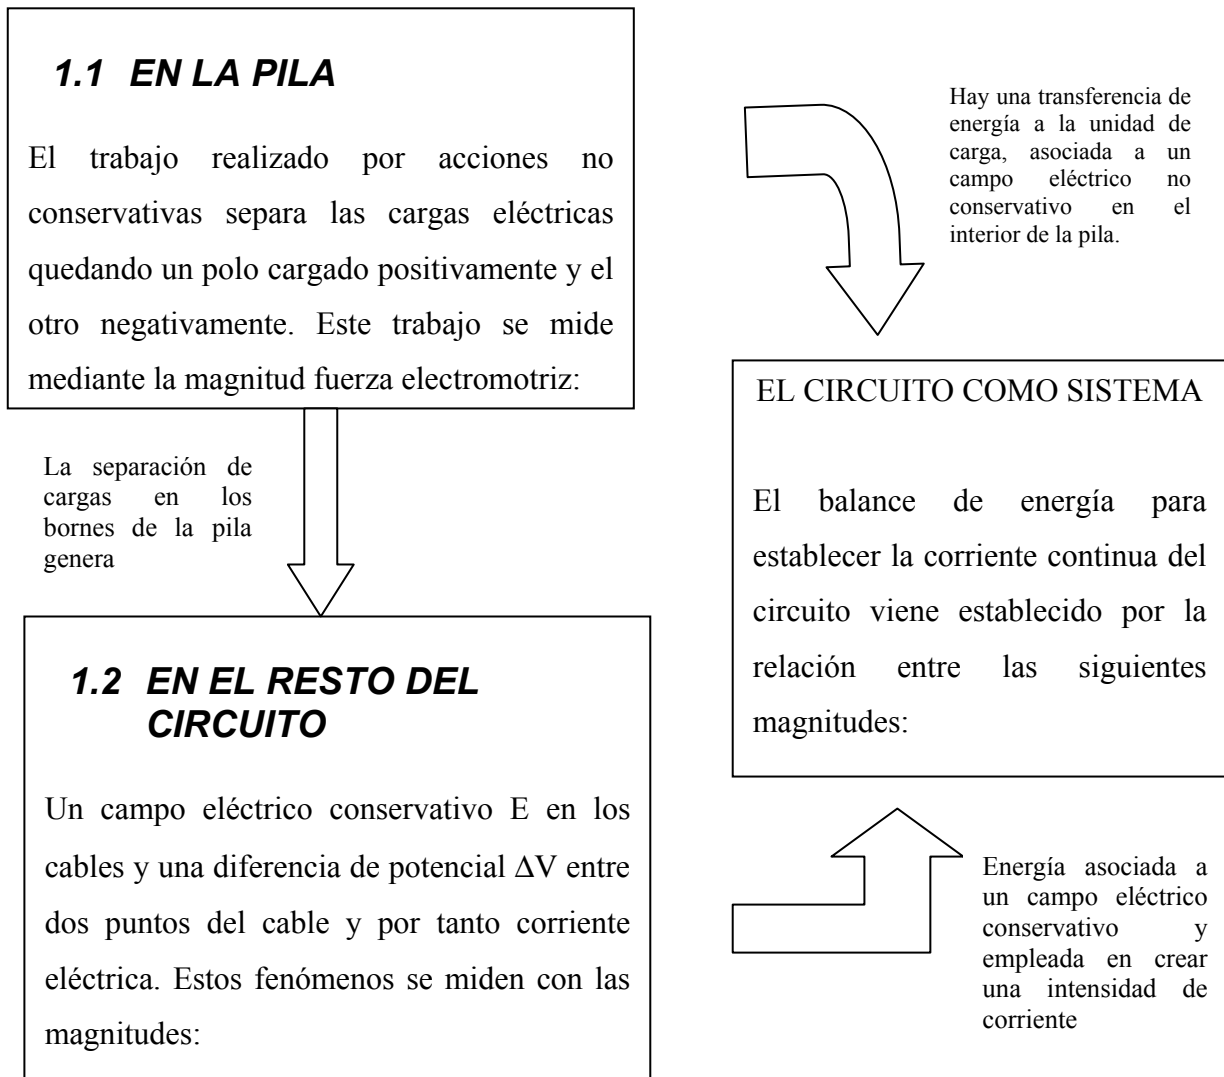 1.1 EN LA PILA
El trabajo realizado por acciones no
conservativas separa las cargas eléctricas
quedando un polo cargado positivamente y el
otro negativamente. Este trabajo se mide
mediante la magnitud fuerza electromotriz:
La separación de
cargas en los
bornes de la pila
genera
1.2 EN EL RESTO DEL
CIRCUITO
Un campo eléctrico conservativo E en los
cables y una diferencia de potencial ΔV entre
dos puntos del cable y por tanto corriente
eléctrica. Estos fenómenos se miden con las
magnitudes:
Hay una transferencia de
energía a la unidad de
carga, asociada a un
campo eléctrico no
conservativo en el
interior de la pila.
EL CIRCUITO COMO SISTEMA
El balance de energía para
establecer la corriente continua del
circuito viene establecido por la
relación entre las siguientes
magnitudes:
Energía asociada a
un campo eléctrico
conservativo y
empleada en crear
una intensidad de
corriente